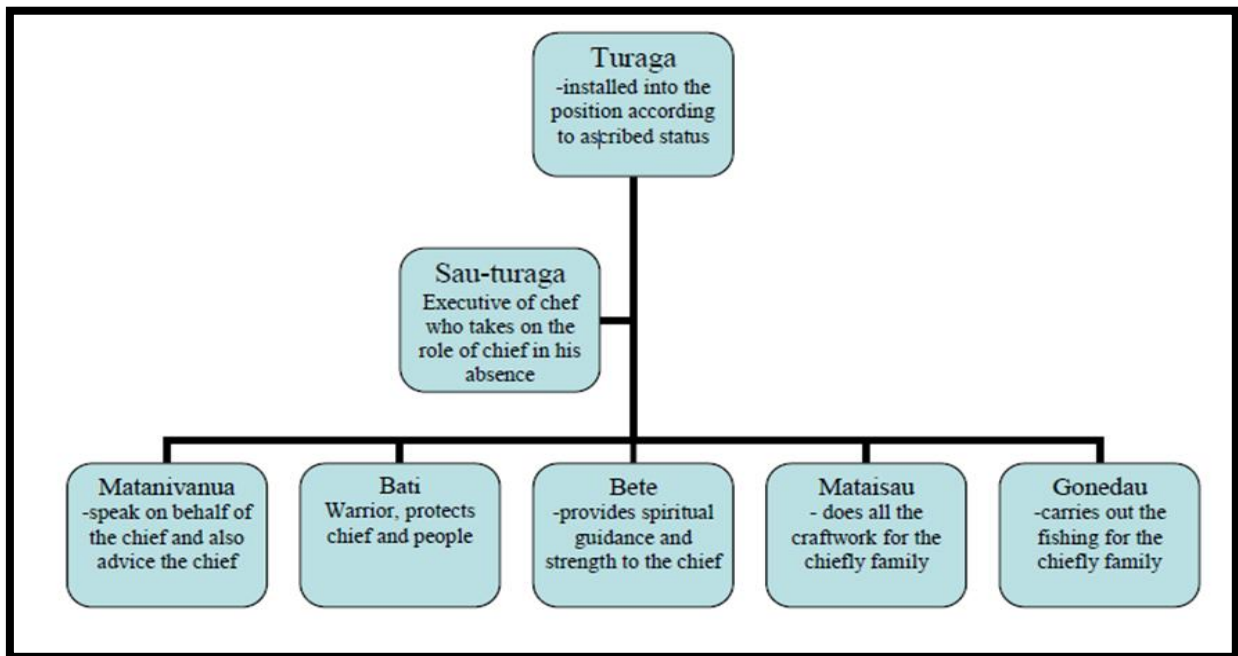 Turaga
-installed into the
position according
to ascribed status
Sau-turaga
Executive of chef
who takes on the
role of chief in his
absence
Matanivanua
-speak on behalf of
the chief and also
advice the chief
Bati
Warrior, protects
chief and people
Bete
-provides spiritual
guidance and
strength to the chief
Mataisau
- does all the
craftwork for the
chiefly family
Gonedau
-carries out the
fishing for the
chiefly family